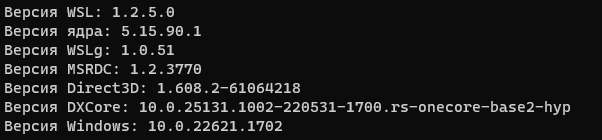 Версия WSL: 1.2.5.0
Версия ядра: 5.15.90.1
Версия WSLg: 1.0.51
Версия MSRDC: 1.2.3770
Версия Direct3D: 1.608.2-61064218
Версия DXCore: 10.0.25131.1002-220531-1700.rs-onecore-base2-hyp
Версия Windows: 10.0.22621.1702